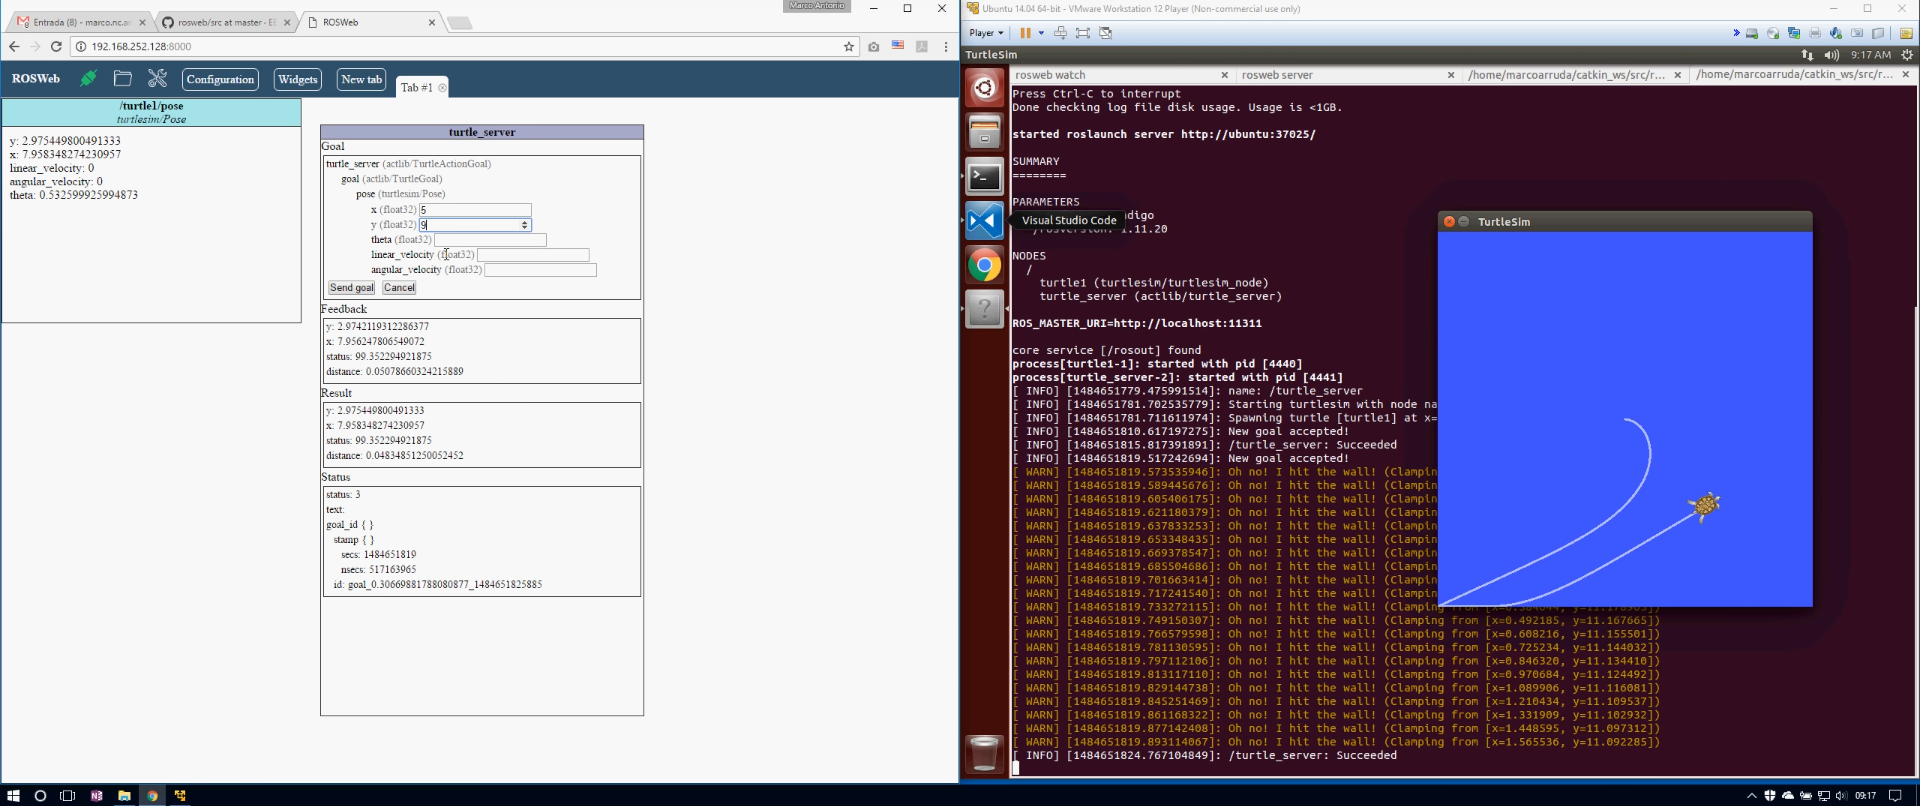 Marco Antonio
Entrada (8) - marco.nc.ar
rosweb/src at master · EE
ROSWeb
192.168.252.128:8000
ROSWeb
Configuration
Widgets
New tab
Tab #1
/turtle1/pose
turtlesim/Pose
y: 2.975449800491333
x: 7.958348274230957
linear_velocity: 0
angular_velocity: 0
theta: 0.532599925994873
turtle_server
Goal
turtle_server (actlib/TurtleActionGoal)
goal (actlib/TurtleGoal)
pose (turtlesim/Pose)
x (float32) 5
y (float32) 9
theta (float32)
linear_velocity (float32)
angular_velocity (float32)
Send goal Cancel
Feedback
y: 2.9742119312286377
x: 7.956247806549072
status: 99.352294921875
distance: 0.05078660324215889
Result
y: 2.975449800491333
x: 7.958348274230957
status: 99.352294921875
distance: 0.04834851250052452
Status
status: 3
text:
goal_id { }
stamp { }
secs: 1484651819
nsecs: 517163965
id: goal_0.30669881788080877_1484651825885
Ubuntu 14.04 64-bit - VMware Workstation 12 Player (Non-commercial use only)
Player
TurtleSim
9:17 AM
rosweb watch
rosweb server
/home/marcoarruda/catkin_ws/src/r...
/home/marcoarruda/catkin_ws/src/r...
Press Ctrl-C to interrupt
Done checking log file disk usage. Usage is <1GB.
started roslaunch server http://ubuntu:37025/
SUMMARY
========
PARAMETERS
Visual Studio Code
digo
1.11.20
NODES
/
turtle1 (turtlesim/turtlesim_node)
turtle_server (actlib/turtle_server)
ROS_MASTER_URI=http://localhost:11311
core service [/rosout] found
process[turtle1-1]: started with pid [4440]
process[turtle_server-2]: started with pid [4441]
[ INFO] [1484651779.475991514]: name: /turtle_server
[ INFO] [1484651781.702535779]: Starting turtlesim with node na
[ INFO] [1484651781.711611974]: Spawning turtle [turtle1] at x=
[ INFO] [1484651810.617197275]: New goal accepted!
[ INFO] [1484651815.817391891]: /turtle_server: Succeeded
[ INFO] [1484651819.517242694]: New goal accepted!
[ WARN] [1484651819.573535946]: Oh no! I hit the wall! (Clampin
[ WARN] [1484651819.589445676]: Oh no! I hit the wall! (Clampin
[ WARN] [1484651819.605406175]: Oh no! I hit the wall! (Clampin
[ WARN] [1484651819.621180379]: Oh no! I hit the wall! (Clampin
[ WARN] [1484651819.637833253]: Oh no! I hit the wall! (Clampin
[ WARN] [1484651819.653348435]: Oh no! I hit the wall! (Clampin
[ WARN] [1484651819.669378547]: Oh no! I hit the wall! (Clampin
[ WARN] [1484651819.685504686]: Oh no! I hit the wall! (Clampin
[ WARN] [1484651819.701663414]: Oh no! I hit the wall! (Clampin
[ WARN] [1484651819.717241540]: Oh no! I hit the wall! (Clampin
[ WARN] [1484651819.733272115]: Oh no! I hit the wall! (Clamping
[ WARN] [1484651819.749150307]: Oh no! I hit the wall! (Clamping from [x=0.492185, y=11.167665])
[ WARN] [1484651819.766579598]: Oh no! I hit the wall! (Clamping from [x=0.608216, y=11.155501])
[ WARN] [1484651819.781130595]: Oh no! I hit the wall! (Clamping from [x=0.725234, y=11.144032])
[ WARN] [1484651819.797112106]: Oh no! I hit the wall! (Clamping from [x=0.846320, y=11.134410])
[ WARN] [1484651819.813117110]: Oh no! I hit the wall! (Clamping from [x=0.970684, y=11.124492])
[ WARN] [1484651819.829144738]: Oh no! I hit the wall! (Clamping from [x=1.089906, y=11.116081])
[ WARN] [1484651819.845251469]: Oh no! I hit the wall! (Clamping from [x=1.210434, y=11.109537])
[ WARN] [1484651819.861168322]: Oh no! I hit the wall! (Clamping from [x=1.331909, y=11.102932])
[ WARN] [1484651819.877142408]: Oh no! I hit the wall! (Clamping from [x=1.448595, y=11.097312])
[ WARN] [1484651819.893114067]: Oh no! I hit the wall! (Clamping from [x=1.565536, y=11.092285])
[ INFO] [1484651824.767104849]: /turtle_server: Succeeded
TurtleSim
09:17